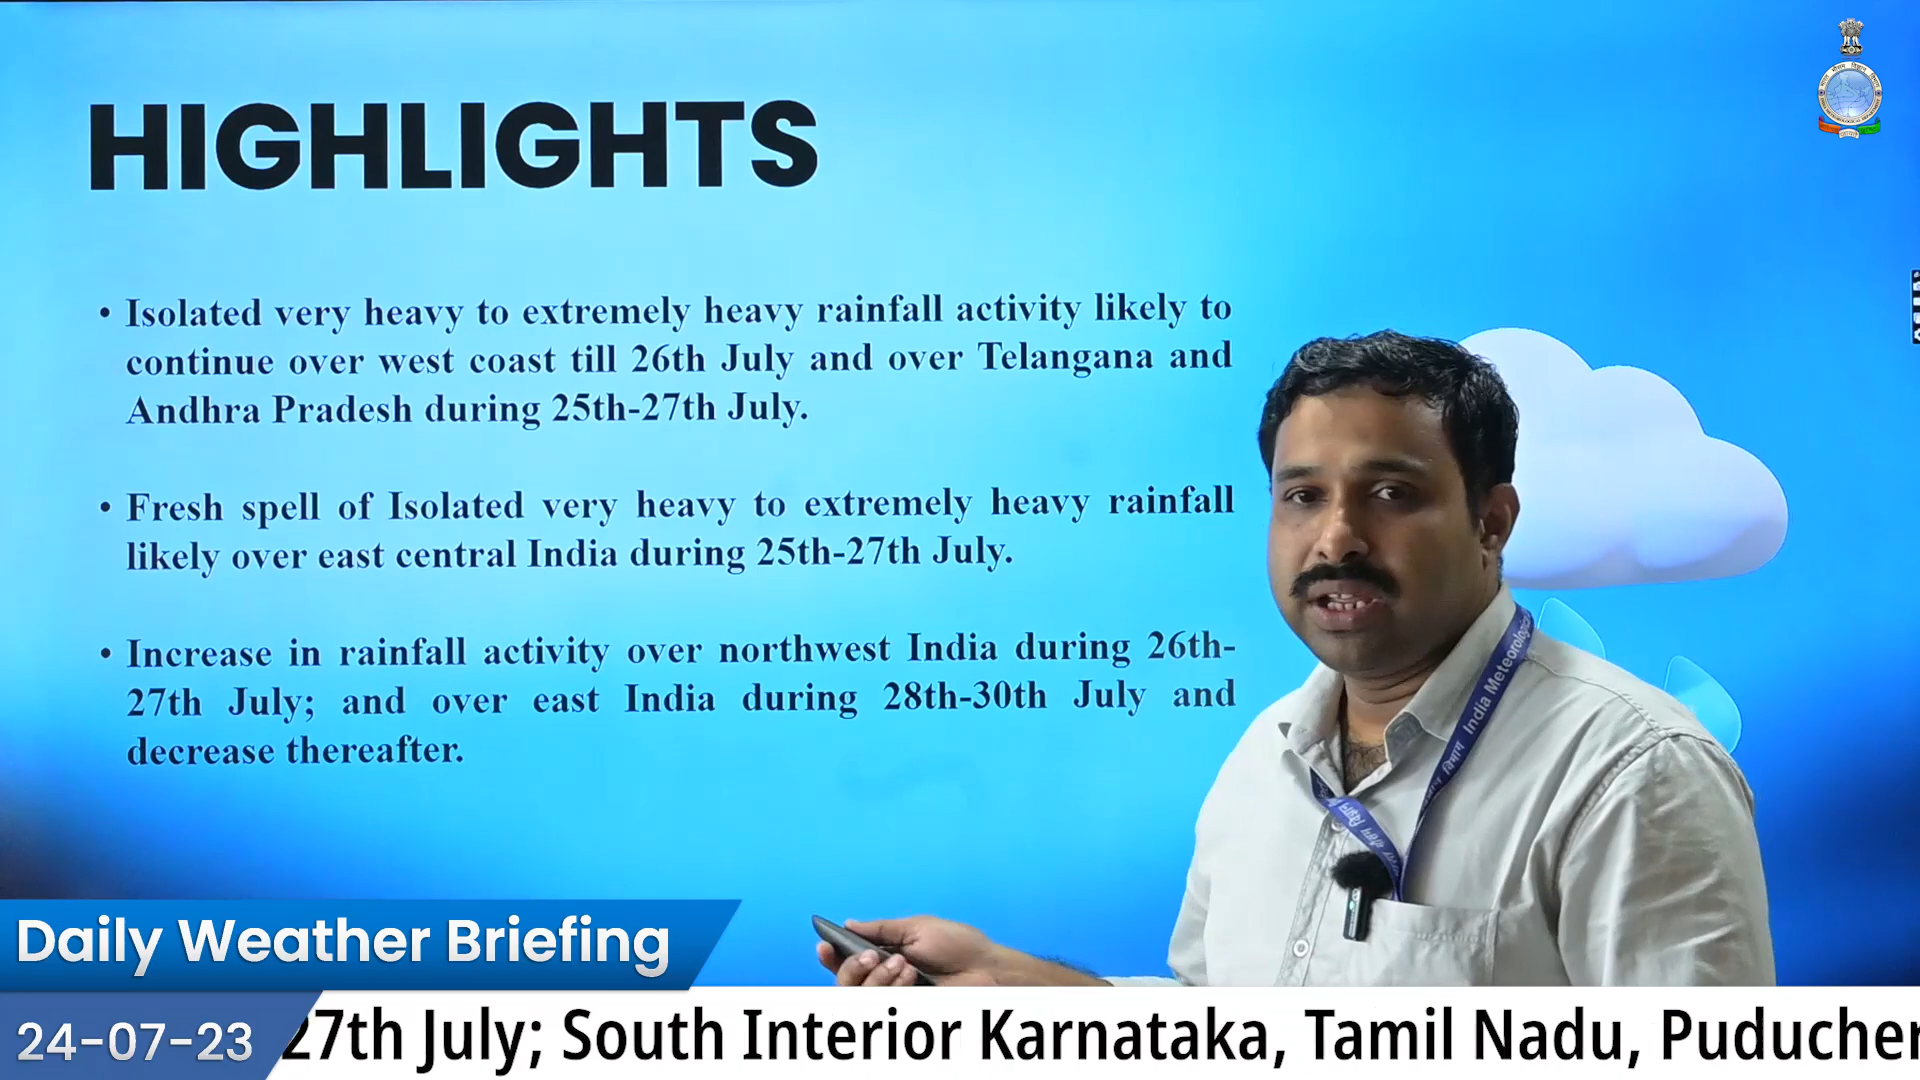 HIGHLIGHTS
• Isolated very heavy to extremely heavy rainfall activity likely to
continue over west coast till 26th July and over Telangana and
Andhra Pradesh during 25th-27th July.
• Fresh spell of Isolated very heavy to extremely heavy rainfall
likely over east central India during 25th-27th July.
• Increase in rainfall activity over northwest India during 26th-
27th July; and over east India during 28th-30th July and
decrease thereafter.
India Meteorologic
विभाग
Daily Weather Briefing
24-07-23
27th July; South Interior Karnataka, Tamil Nadu, Puducher